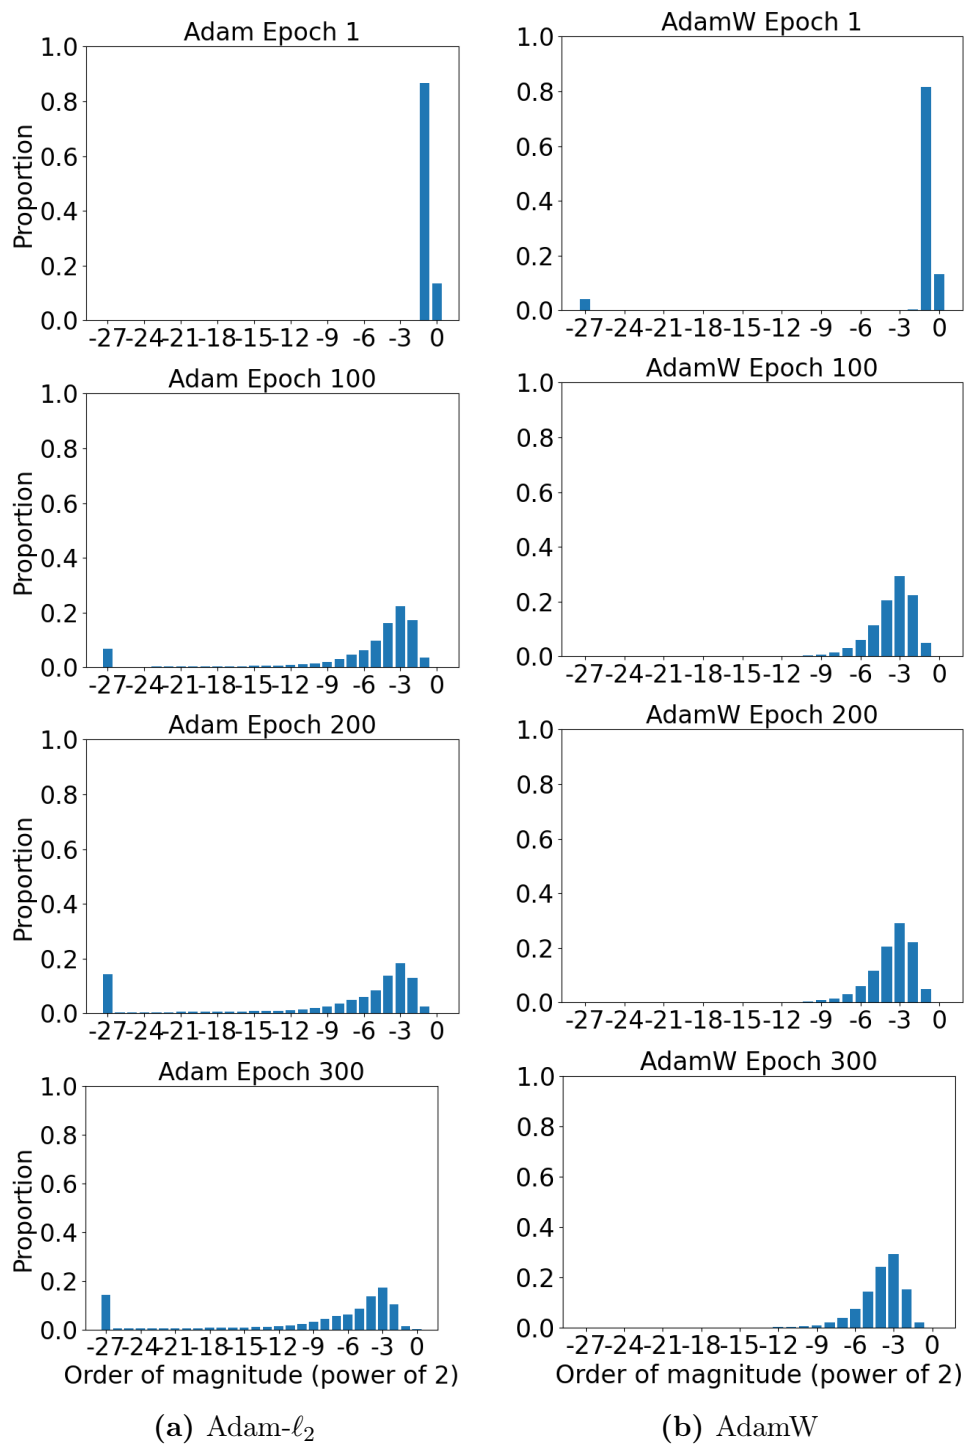 Adam Epoch 1
1.0
0.8
0.6
0.4
0.2
0.0
Proportion
-27 -24 -21 -18 -15 -12 -9 -6 -3 0
AdamW Epoch 1
1.0
0.8
0.6
0.4
0.2
0.0
-27 -24 -21 -18 -15 -12 -9 -6 -3 0
Adam Epoch 100
1.0
0.8
0.6
0.4
0.2
0.0
Proportion
-27 -24 -21 -18 -15 -12 -9 -6 -3 0
AdamW Epoch 100
1.0
0.8
0.6
0.4
0.2
0.0
-27 -24 -21 -18 -15 -12 -9 -6 -3 0
Adam Epoch 200
1.0
0.8
0.6
0.4
0.2
0.0
Proportion
-27 -24 -21 -18 -15 -12 -9 -6 -3 0
AdamW Epoch 200
1.0
0.8
0.6
0.4
0.2
0.0
-27 -24 -21 -18 -15 -12 -9 -6 -3 0
Adam Epoch 300
1.0
0.8
0.6
0.4
0.2
0.0
Proportion
-27 -24 -21 -18 -15 -12 -9 -6 -3 0
Order of magnitude (power of 2)
AdamW Epoch 300
1.0
0.8
0.6
0.4
0.2
0.0
-27 -24 -21 -18 -15 -12 -9 -6 -3 0
Order of magnitude (power of 2)
(a) Adam-ℓ₂
(b) AdamW